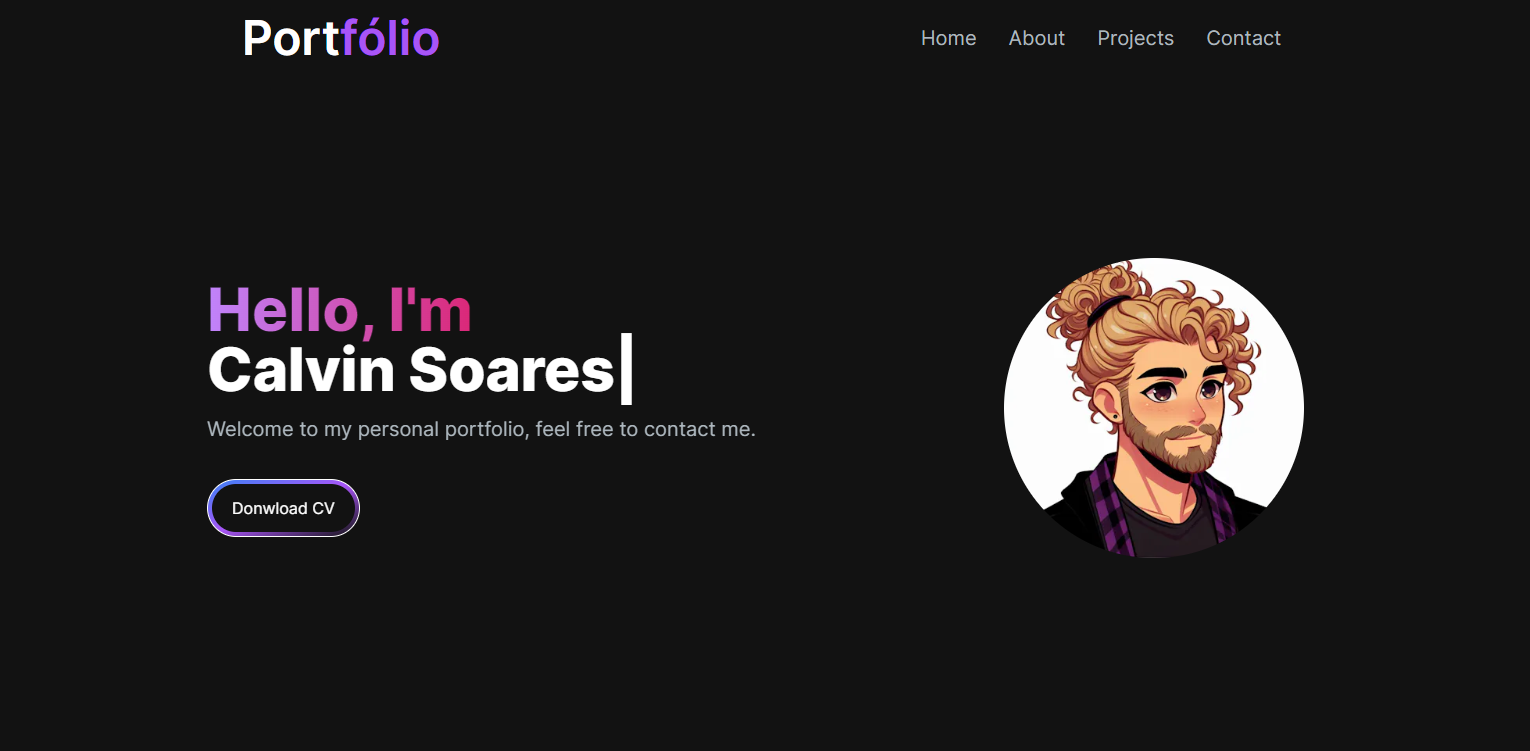 Portfólio
Home About Projects Contact
Hello, I'm
Calvin Soares|
Welcome to my personal portfolio, feel free to contact me.
Donwload CV